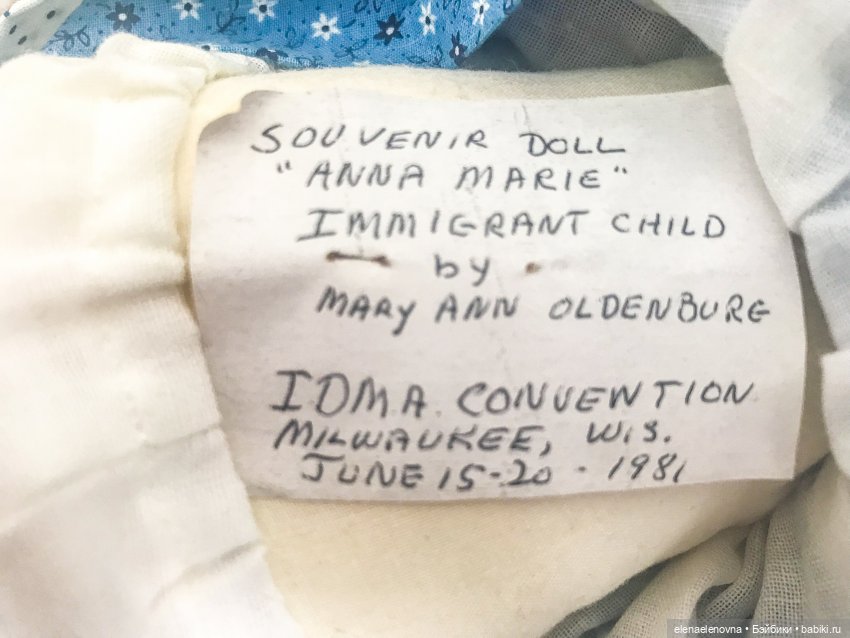 SOUVENIR DOLL
"ANNA MARIE"
IMMIGRANT CHILD
by
MARY ANN OLDENBURG
IDMA. CONVENTION
MILWAUKEE, WIS.
JUNE 15-20 · 1981
elenaelenovna • Бэйбики • babiki.ru